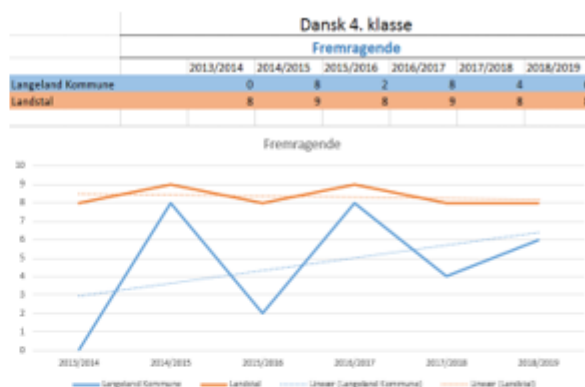 Dansk 4. klasse
Fremragende
2013/2014 2014/2015 2015/2016 2016/2017 2017/2018 2018/2019
Langeland Kommune 0 8 2 8 4
Landstal 8 9 8 9 8
Fremragende
10
9
8
7
6
5
4
3
2
1
0
2013/2014 2014/2015 2015/2016 2016/2017 2017/2018 2018/2019
Langeland Kommune Landstal Lineær (Langeland Kommune) Lineær (Landstal)